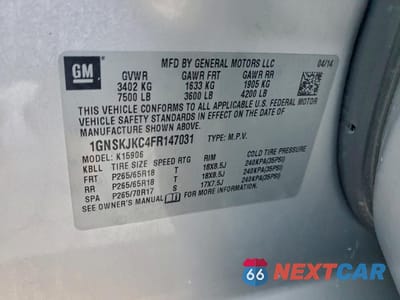 GM
MFD BY GENERAL MOTORS LLC 04/14
GVWR GAWR FRT GAWR RR
3402 KG 1633 KG 1905 KG
7500 LB 3600 LB 4200 LB
THIS VEHICLE CONFORMS TO ALL APPLICABLE U.S. FEDERAL MOTOR
VEHICLE SAFETY STANDARDS IN EFFECT ON THE DATE OF
MANUFACTURE SHOWN ABOVE.
1GNSKJKC4FR147031 TYPE: M.P.V.
MODEL: K15906
KBLL TIRE SIZE SPEED RTG RIM
FRT P265/65R18 T 18X8.5J 240KPA(35PSI)
RR P265/65R18 T 18X8.5J 240KPA(35PSI)
SPA P265/70R17 S 17X7.5J 240KPA(35PSI)
SEE OWNER'S MANUAL FOR MORE INFORMATION.
66 NEXTCAR